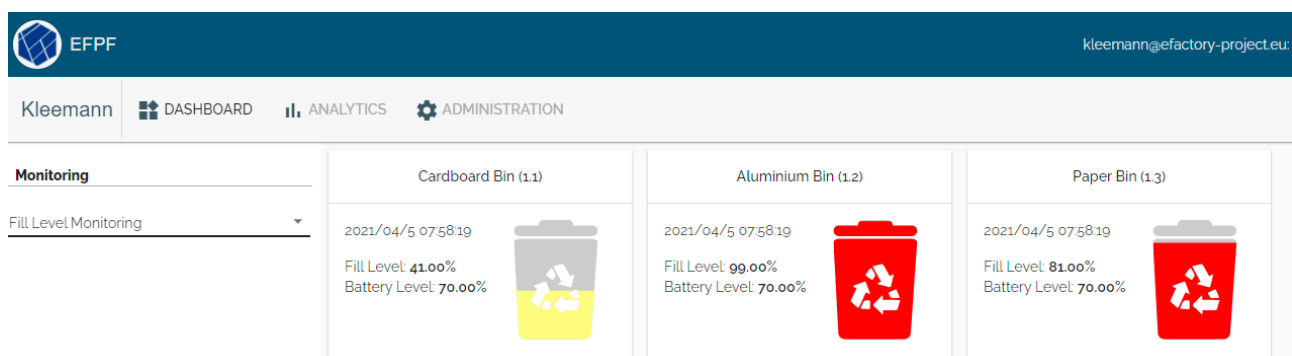 EFPF
kleemann@efactory-project.eu:
Kleemann
DASHBOARD
ANALYTICS
ADMINISTRATION
Monitoring
Fill Level Monitoring
Cardboard Bin (1.1)
2021/04/5 07:58:19
Fill Level: 41.00%
Battery Level: 70.00%
Aluminium Bin (1.2)
2021/04/5 07:58:19
Fill Level: 99.00%
Battery Level: 70.00%
Paper Bin (1.3)
2021/04/5 07:58:19
Fill Level: 81.00%
Battery Level: 70.00%